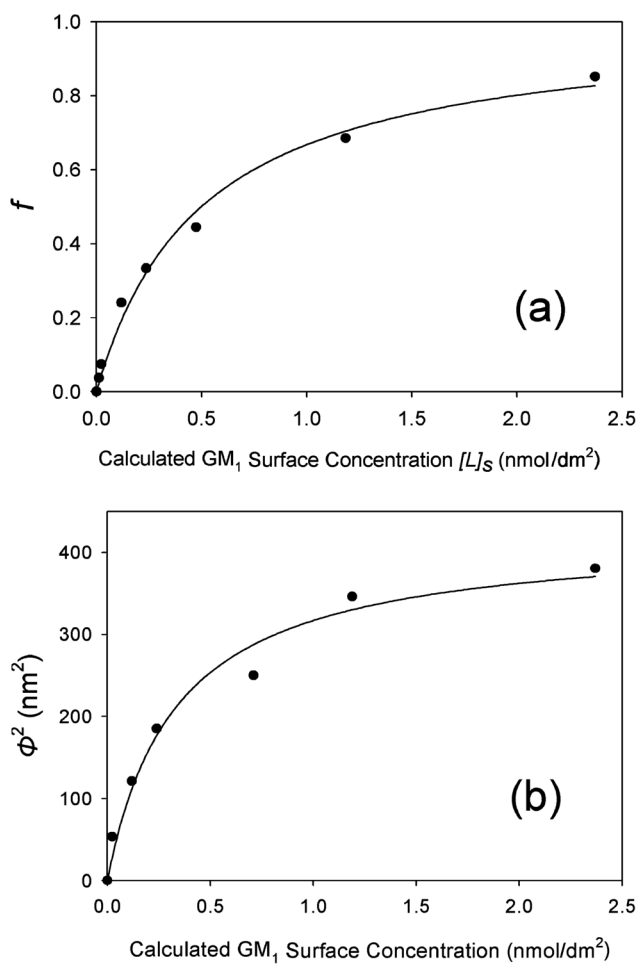 1.0
0.8
0.6
f
0.4
(a)
0.2
0.0
0.0 0.5 1.0 1.5 2.0 2.5
Calculated GM₁ Surface Concentration [L]ₛ (nmol/dm²)
400
300
Φ² (nm²)
200
100
(b)
0
0.0 0.5 1.0 1.5 2.0 2.5
Calculated GM₁ Surface Concentration (nmol/dm²)